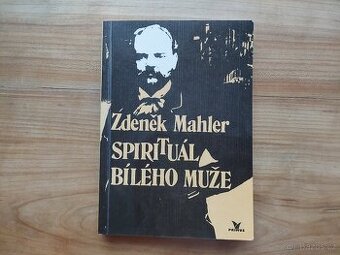 Zdeněk Mahler
SPIRITUÁL
BÍLÉHO MUŽE
PRIMUS